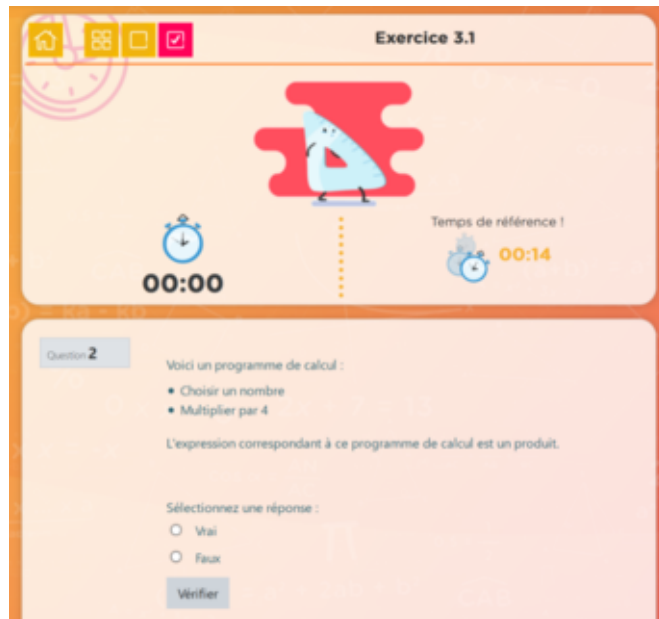 Exercice 3.1
Temps de référence !
00:14
00:00
Question 2
Voici un programme de calcul :
• Choisir un nombre
• Multiplier par 4
L'expression correspondant à ce programme de calcul est un produit.
Sélectionnez une réponse :
Vrai
Faux
Vérifier